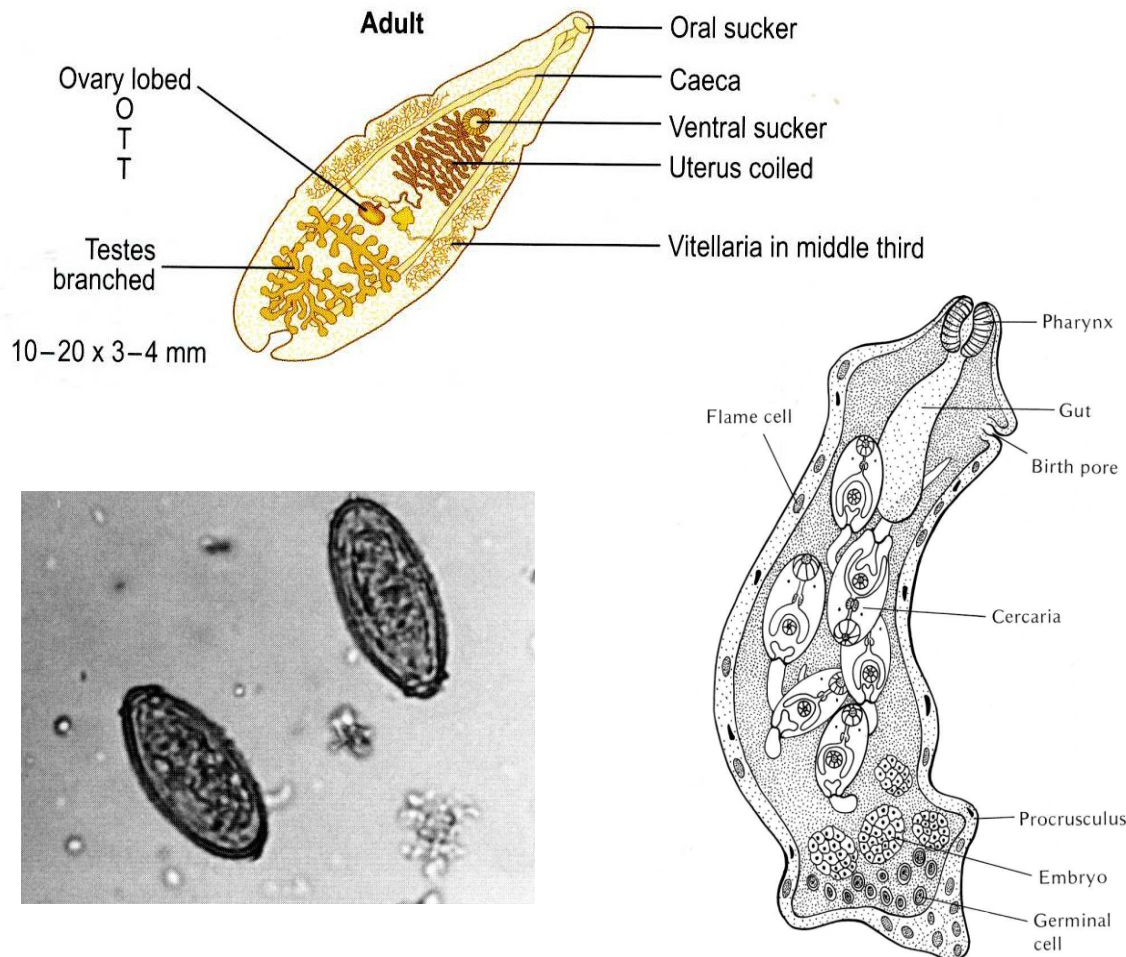 Adult
Oral sucker
Caeca
Ventral sucker
Uterus coiled
Vitellaria in middle third
Ovary lobed
O
T
T
Testes
branched
10–20 x 3–4 mm
Pharynx
Gut
Birth pore
Flame cell
Cercaria
Procrusculus
Embryo
Germinal
cell